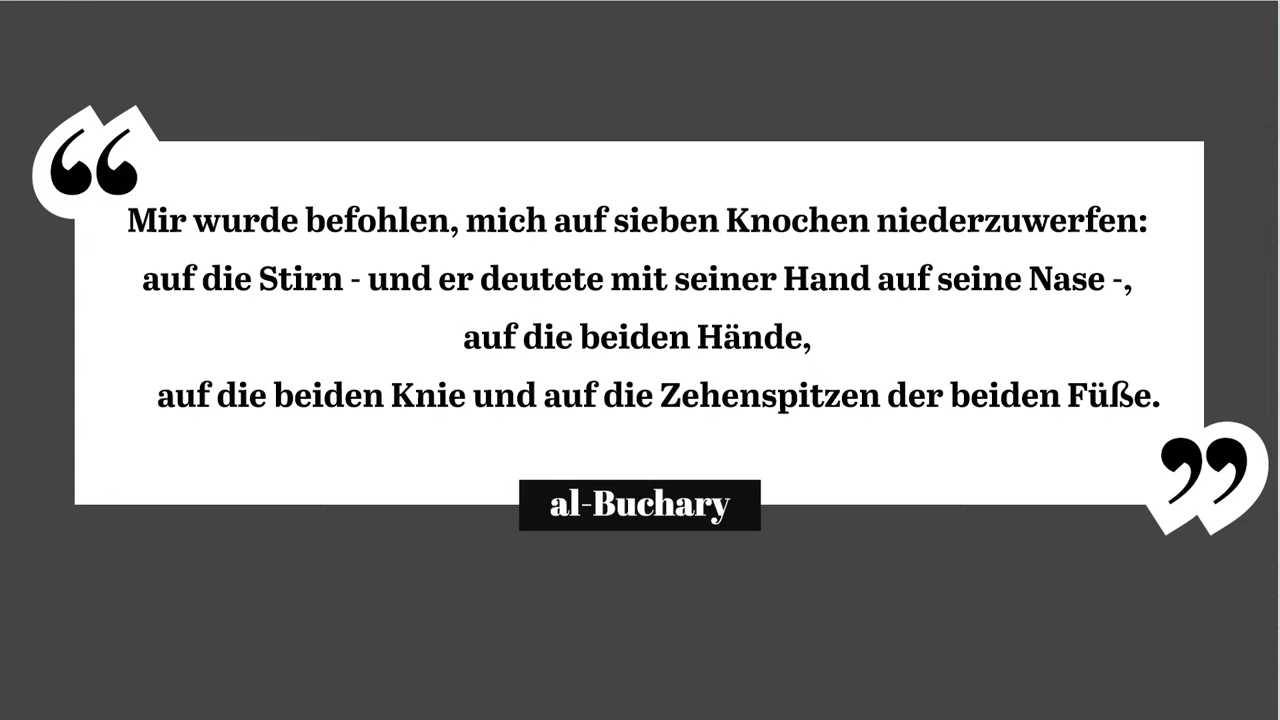 “
Mir wurde befohlen, mich auf sieben Knochen niederzuwerfen:
auf die Stirn - und er deutete mit seiner Hand auf seine Nase -,
auf die beiden Hände,
auf die beiden Knie und auf die Zehenspitzen der beiden Füße.
”
al-Buchary